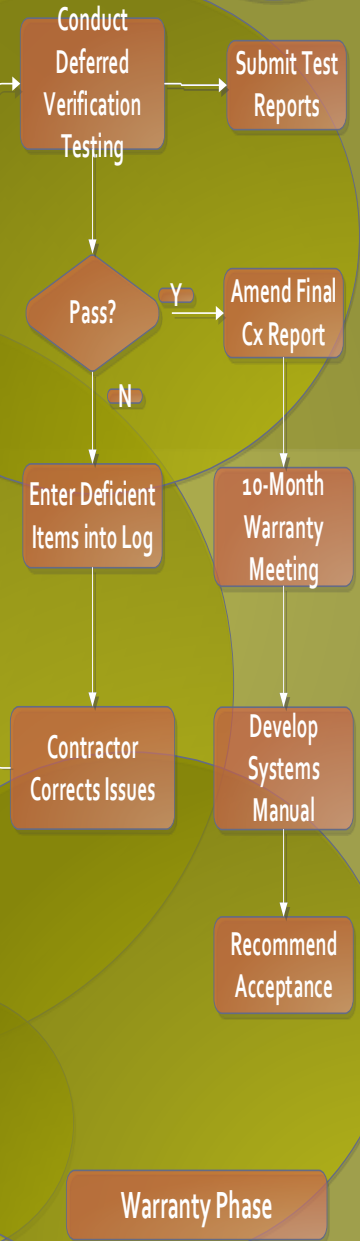 Conduct
Deferred
Verification
Testing
Submit Test
Reports
Pass?
Y
Amend Final
Cx Report
N
Enter Deficient
Items into Log
10-Month
Warranty
Meeting
Contractor
Corrects Issues
Develop
Systems
Manual
Recommend
Acceptance
Warranty Phase